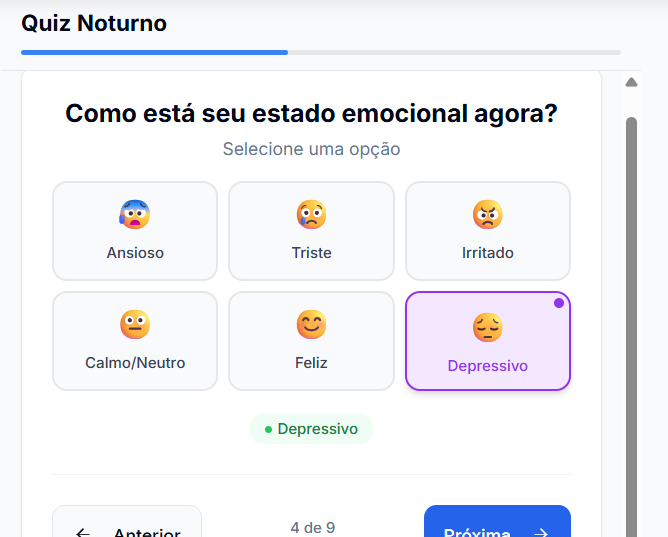 Quiz Noturno
Como está seu estado emocional agora?
Selecione uma opção
Ansioso
Triste
Irritado
Calmo/Neutro
Feliz
Depressivo
Depressivo
Anterior
4 de 9
Próxima